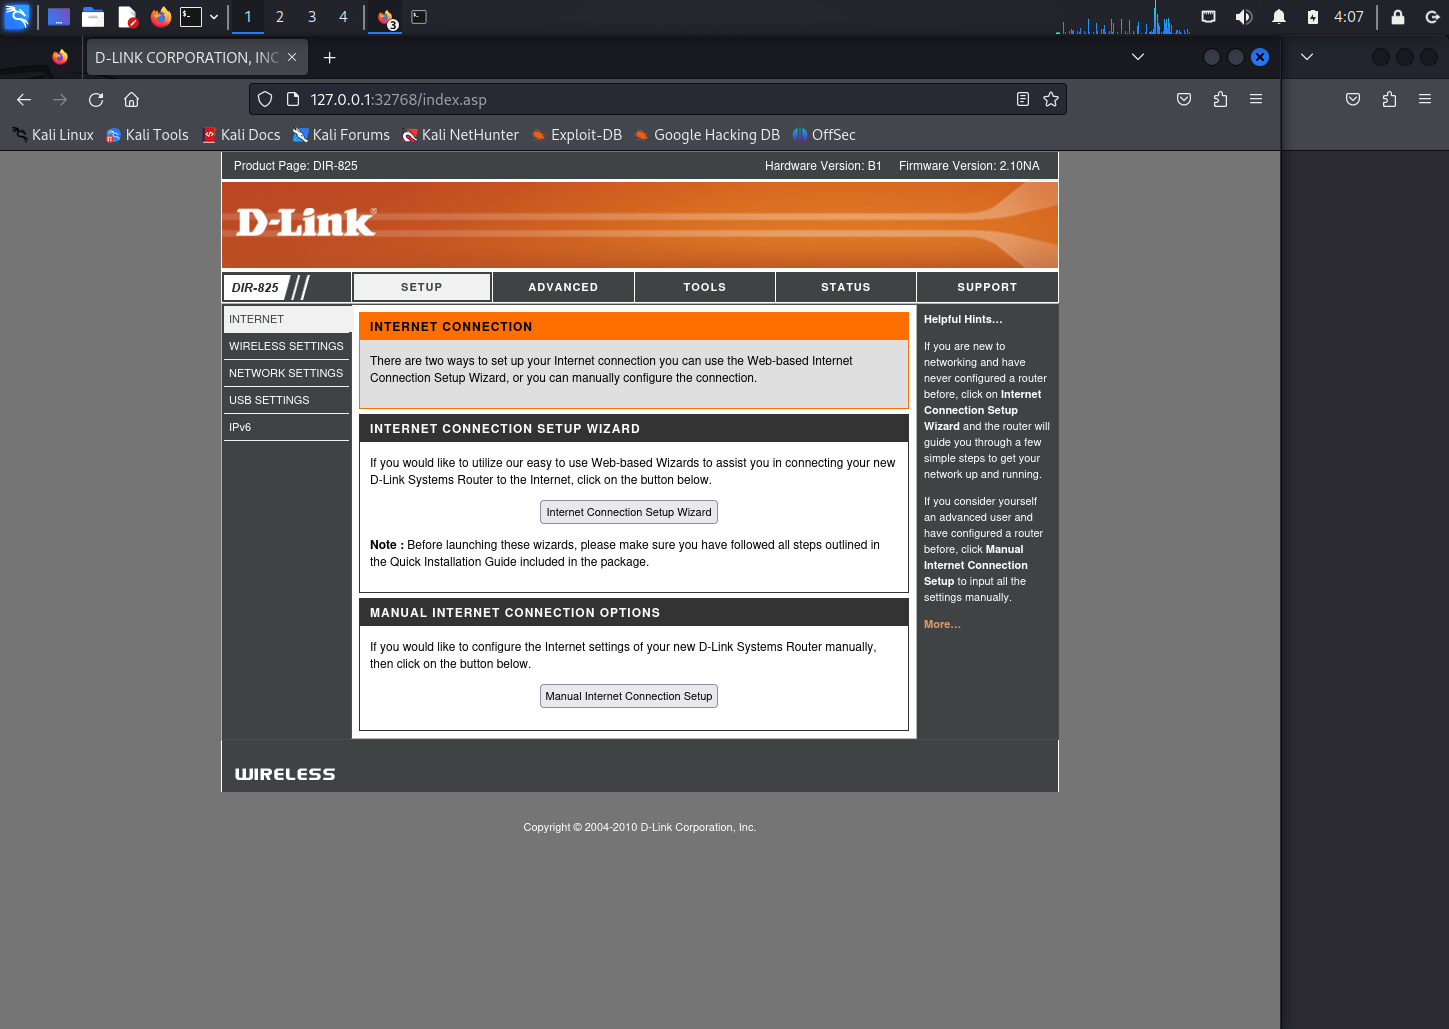 1 2 3 4 3 4:07
D-LINK CORPORATION, INC
127.0.0.1:32768/index.asp
Kali Linux Kali Tools Kali Docs Kali Forums Kali NetHunter Exploit-DB Google Hacking DB OffSec
Product Page: DIR-825 Hardware Version: B1 Firmware Version: 2.10NA
D-Link
DIR-825 SETUP ADVANCED TOOLS STATUS SUPPORT
INTERNET
WIRELESS SETTINGS
NETWORK SETTINGS
USB SETTINGS
IPv6
INTERNET CONNECTION
There are two ways to set up your Internet connection you can use the Web-based Internet
Connection Setup Wizard, or you can manually configure the connection.
INTERNET CONNECTION SETUP WIZARD
If you would like to utilize our easy to use Web-based Wizards to assist you in connecting your new
D-Link Systems Router to the Internet, click on the button below.
Internet Connection Setup Wizard
Note : Before launching these wizards, please make sure you have followed all steps outlined in
the Quick Installation Guide included in the package.
MANUAL INTERNET CONNECTION OPTIONS
If you would like to configure the Internet settings of your new D-Link Systems Router manually,
then click on the button below.
Manual Internet Connection Setup
Helpful Hints...
If you are new to
networking and have
never configured a router
before, click on Internet
Connection Setup
Wizard and the router will
guide you through a few
simple steps to get your
network up and running.
If you consider yourself
an advanced user and
have configured a router
before, click Manual
Internet Connection
Setup to input all the
settings manually.
More...
WIRELESS
Copyright © 2004-2010 D-Link Corporation, Inc.